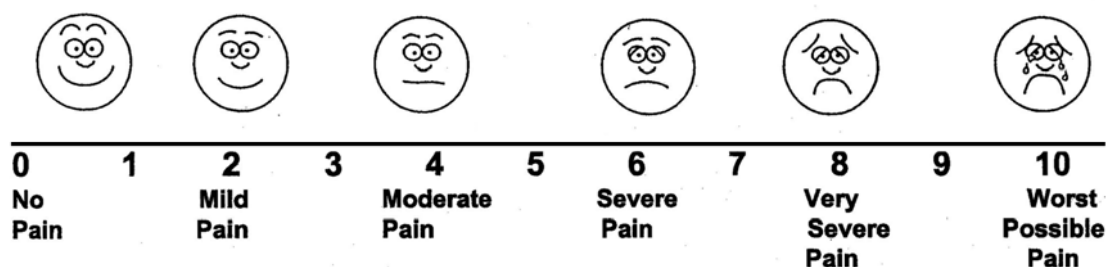 0 1 2 3 4 5 6 7 8 9 10
No Mild Moderate Severe Very Worst
Pain Pain Pain Pain Severe Possible
Pain Pain